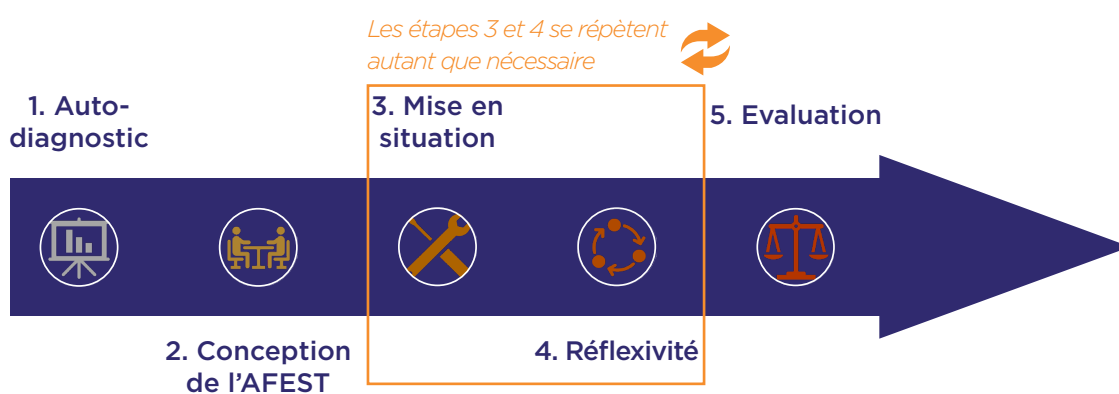 Les étapes 3 et 4 se répètent
autant que nécessaire
1. Auto-
diagnostic
3. Mise en
situation
5. Evaluation
2. Conception
de l'AFEST
4. Réflexivité